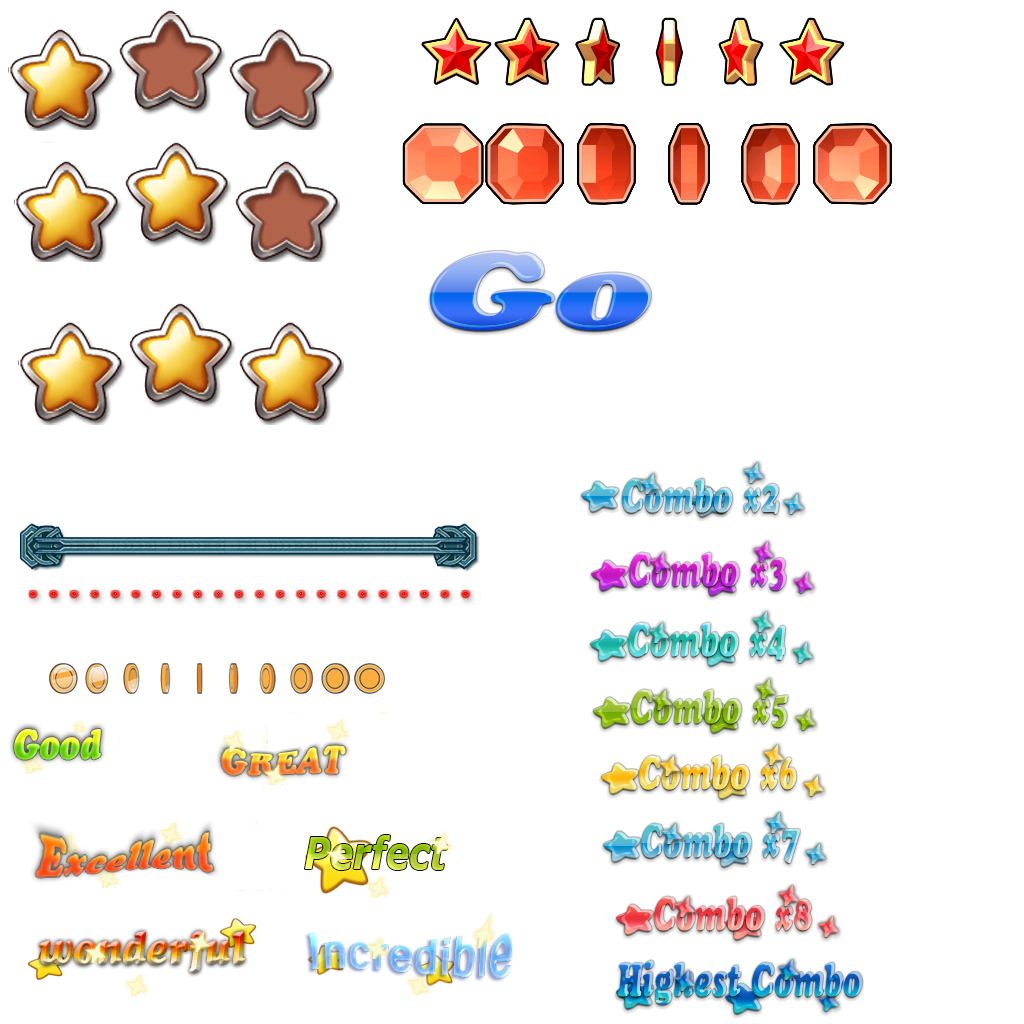 Go
Combo x2
Combo x3
Combo x4
Combo x5
Combo x6
Combo x7
Combo x8
Highest Combo
Good
GREAT
Excellent
Perfect
wonderful
Incredible